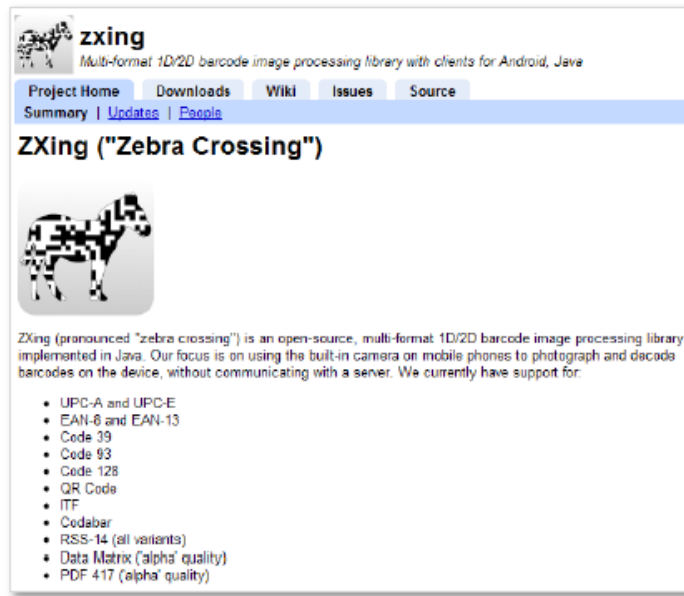 zxing
Multi-format 1D/2D barcode image processing library with clients for Android, Java
Project Home Downloads Wiki Issues Source
Summary | Updates | People
ZXing ("Zebra Crossing")
ZXing (pronounced "zebra crossing") is an open-source, multi-format 1D/2D barcode image processing library
implemented in Java. Our focus is on using the built-in camera on mobile phones to photograph and decode
barcodes on the device, without communicating with a server. We currently have support for:
• UPC-A and UPC-E
• EAN-8 and EAN-13
• Code 39
• Code 93
• Code 128
• QR Code
• ITF
• Codabar
• RSS-14 (all variants)
• Data Matrix ('alpha' quality)
• PDF 417 ('alpha' quality)